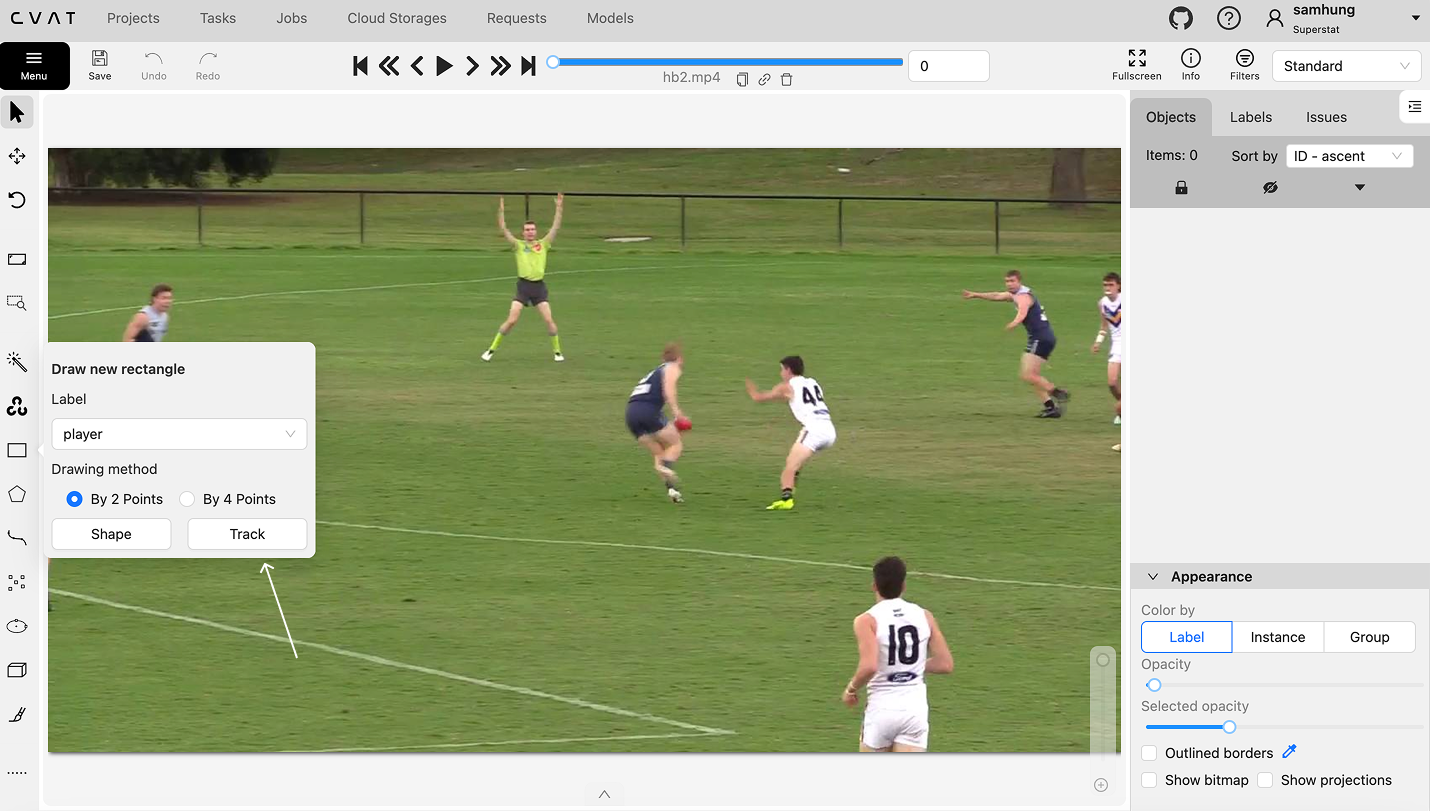 CVAT Projects Tasks Jobs Cloud Storages Requests Models samhung
Superstat
Menu Save Undo Redo hb2.mp4 0 Fullscreen Info Filters Standard
Objects Labels Issues
Items: 0 Sort by ID - ascent
Draw new rectangle
Label
player
Drawing method
By 2 Points By 4 Points
Shape Track
44
10
Ford
Appearance
Color by
Label Instance Group
Opacity
Selected opacity
Outlined borders
Show bitmap Show projections